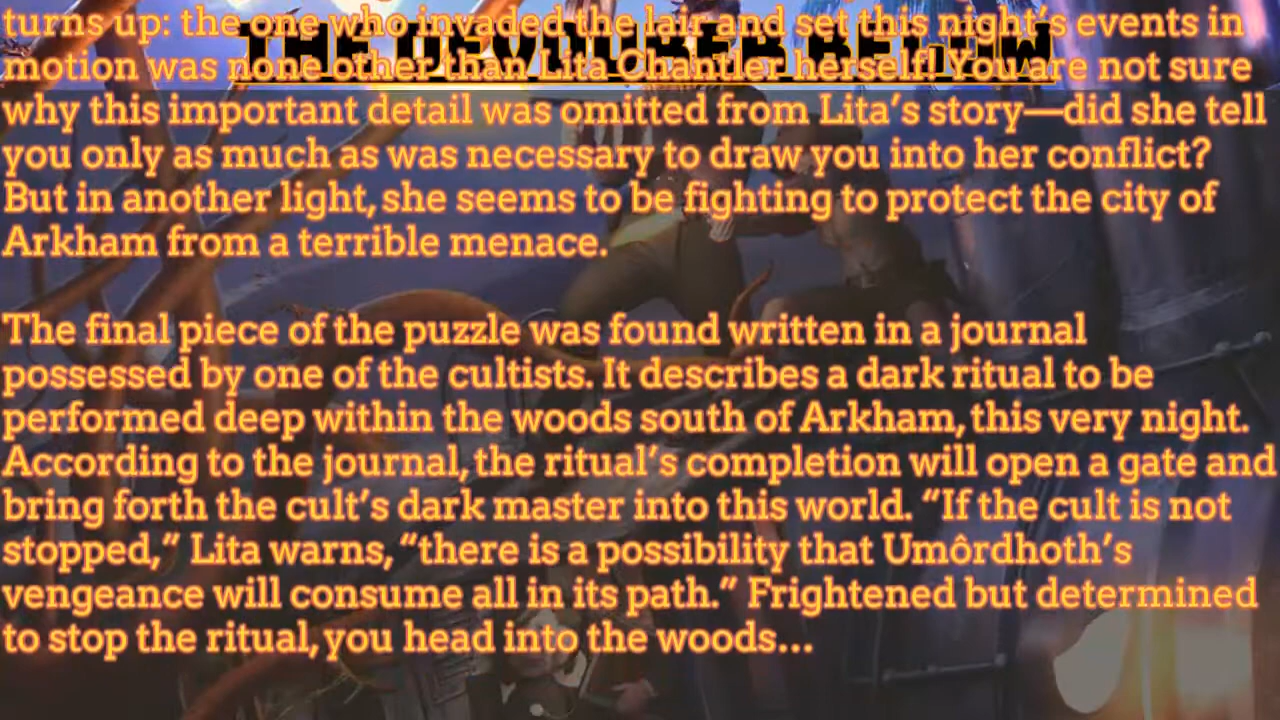 turns up: the one who invaded the lair and set this night's events in
THE DEVOURER BELOW
motion was none other than Lita Chantler herself! You are not sure
why this important detail was omitted from Lita's story—did she tell
you only as much as was necessary to draw you into her conflict?
But in another light, she seems to be fighting to protect the city of
Arkham from a terrible menace.
The final piece of the puzzle was found written in a journal
possessed by one of the cultists. It describes a dark ritual to be
performed deep within the woods south of Arkham, this very night.
According to the journal, the ritual's completion will open a gate and
bring forth the cult's dark master into this world. “If the cult is not
stopped,” Lita warns, “there is a possibility that Umôrdhoth's
vengeance will consume all in its path.” Frightened but determined
to stop the ritual, you head into the woods...